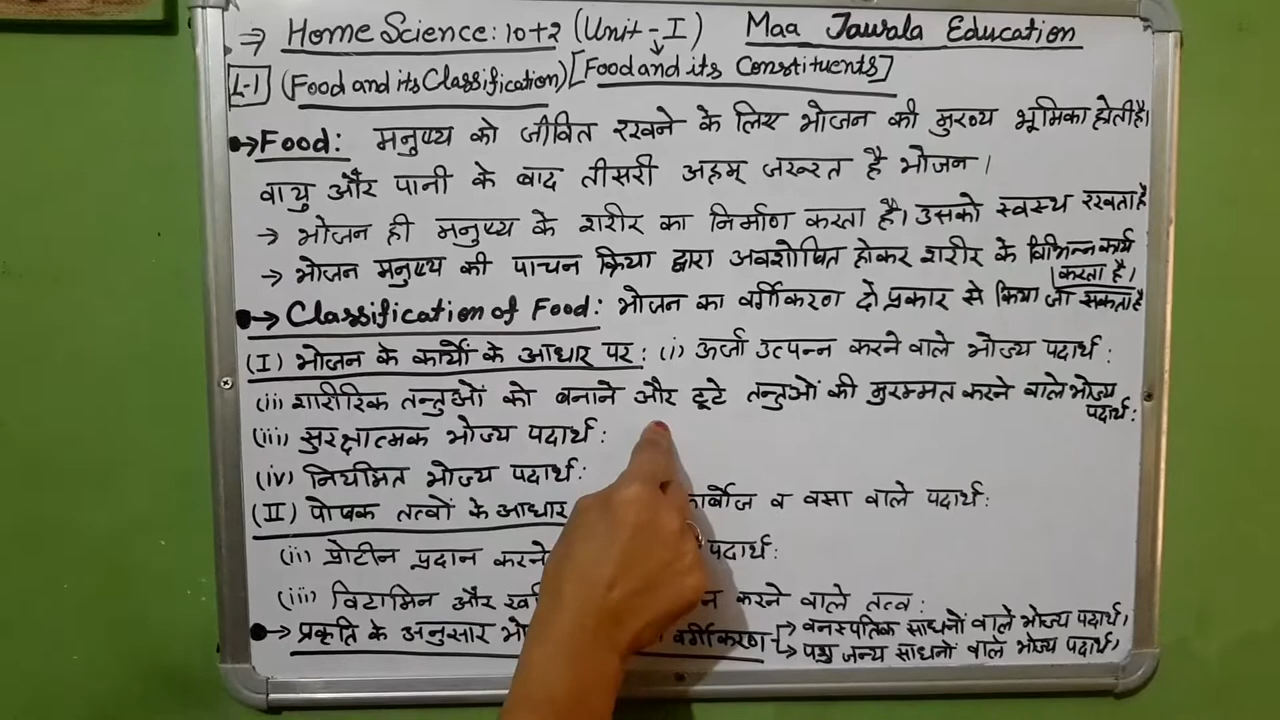 ⇒ Home Science: 10+2 (Unit-I) Maa Jawala Education
L-1 (Food and its Classification) [Food and its Constituents]
→ Food: मनुष्य को जीवित रखने के लिए भोजन की मुख्य भूमिका होती है।
वायु और पानी के बाद तीसरी अहम् जरूरत है भोजन।
→ भोजन ही मनुष्य के शरीर का निर्माण करता है। उसको स्वस्थ रखता है
→ भोजन मनुष्य की पाचन क्रिया द्वारा अवशोषित होकर शरीर के विभिन्न कार्य
करता है।
→ Classification of Food: भोजन का वर्गीकरण दो प्रकार से किया जा सकता है
(I) भोजन के कार्यों के आधार पर: (i) ऊर्जा उत्पन्न करने वाले भोज्य पदार्थ:
(ii) शारीरिक तन्तुओं को बनाने और टूटे तन्तुओं की मुरम्मत करने वाले भोज्य
पदार्थ:
(iii) सुरक्षात्मक भोज्य पदार्थ:
(iv) नियमित भोज्य पदार्थ:
(II) पोषक तत्वों के आधार व वसा वाले पदार्थ:
(ii) प्रोटीन प्रदान करने पदार्थ:
(iii) विटामिन और करने वाले तत्व:
→ प्रकृति के अनुसार वर्गीकरण → वनस्पतिक साधनों वाले भोज्य पदार्थ।
→ पशु जन्य साधनों वाले भोज्य पदार्थ।